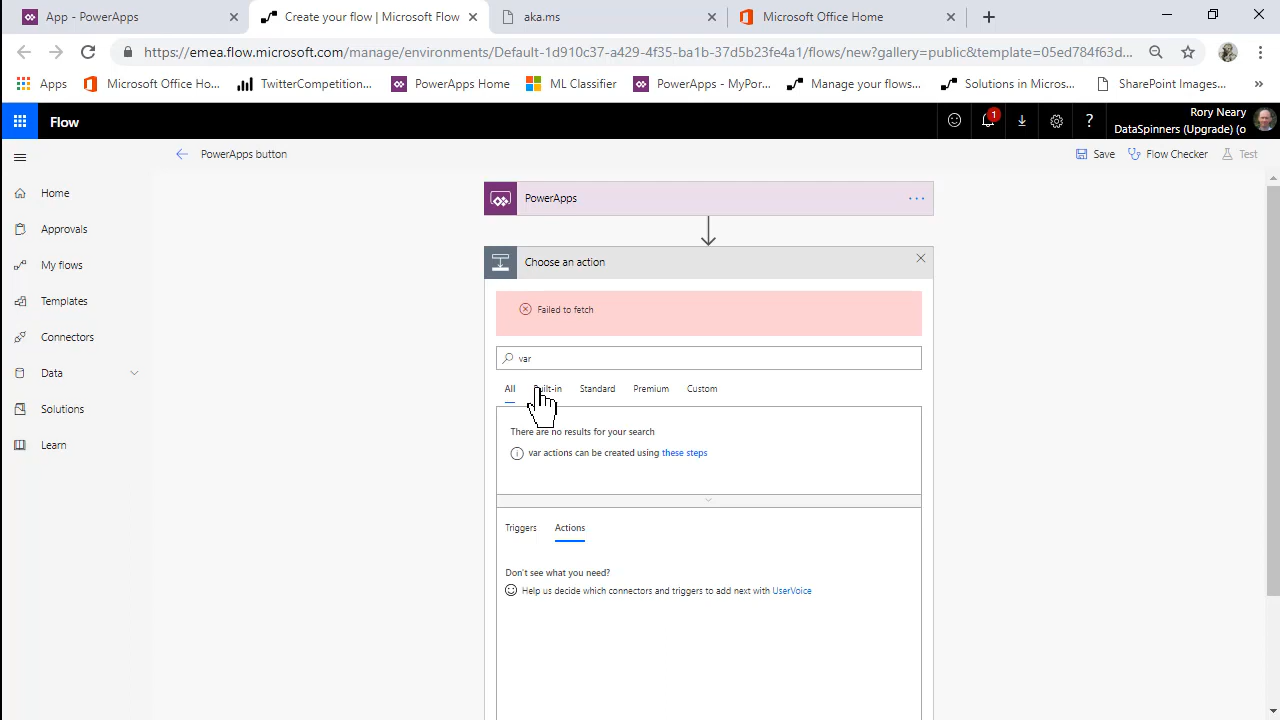 App - PowerApps
Create your flow | Microsoft Flow
aka.ms
Microsoft Office Home
https://emea.flow.microsoft.com/manage/environments/Default-1d910c37-a429-4f35-ba1b-37d5b23fe4e1/flows/new?gallery=public&template=05ed784f63d...
Apps
Microsoft Office Ho...
TwitterCompetition...
PowerApps Home
ML Classifier
PowerApps - MyPor...
Manage your flows...
Solutions in Micros...
SharePoint Images...
Flow
1
?
Rory Neary
DataSpinners (Upgrade) (o
PowerApps button
Save
Flow Checker
Test
Home
Approvals
My flows
Templates
Connectors
Data
Solutions
Learn
PowerApps
Choose an action
Failed to fetch
var
All
Built-in
Standard
Premium
Custom
There are no results for your search
var actions can be created using these steps
Triggers
Actions
Don't see what you need?
Help us decide which connectors and triggers to add next with UserVoice